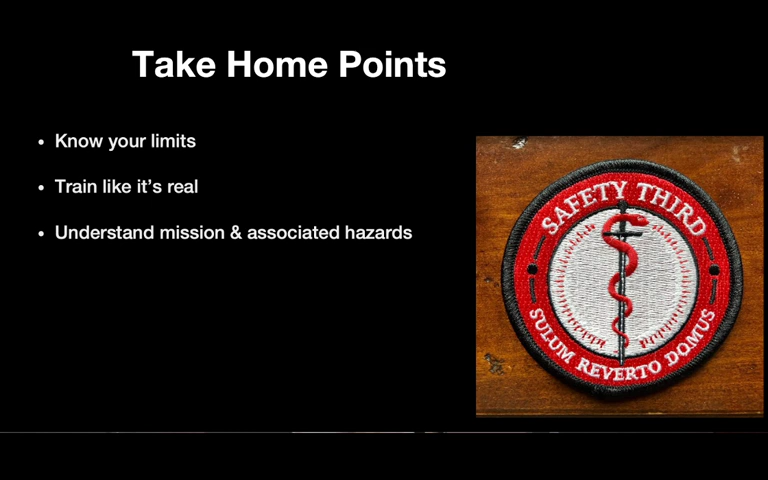 Take Home Points
• Know your limits
• Train like it's real
• Understand mission & associated hazards
SAFETY THIRD
SULUM REVERTO DOMUS